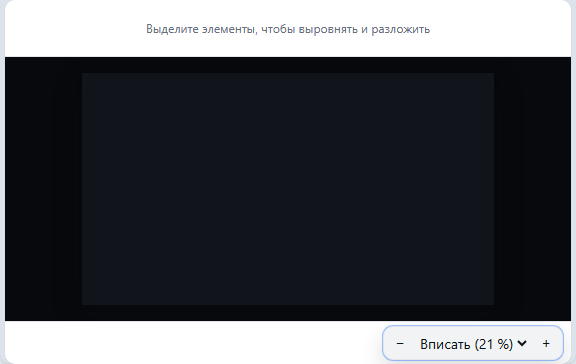 Выделите элементы, чтобы выровнять и разложить
− Вписать (21 %) +